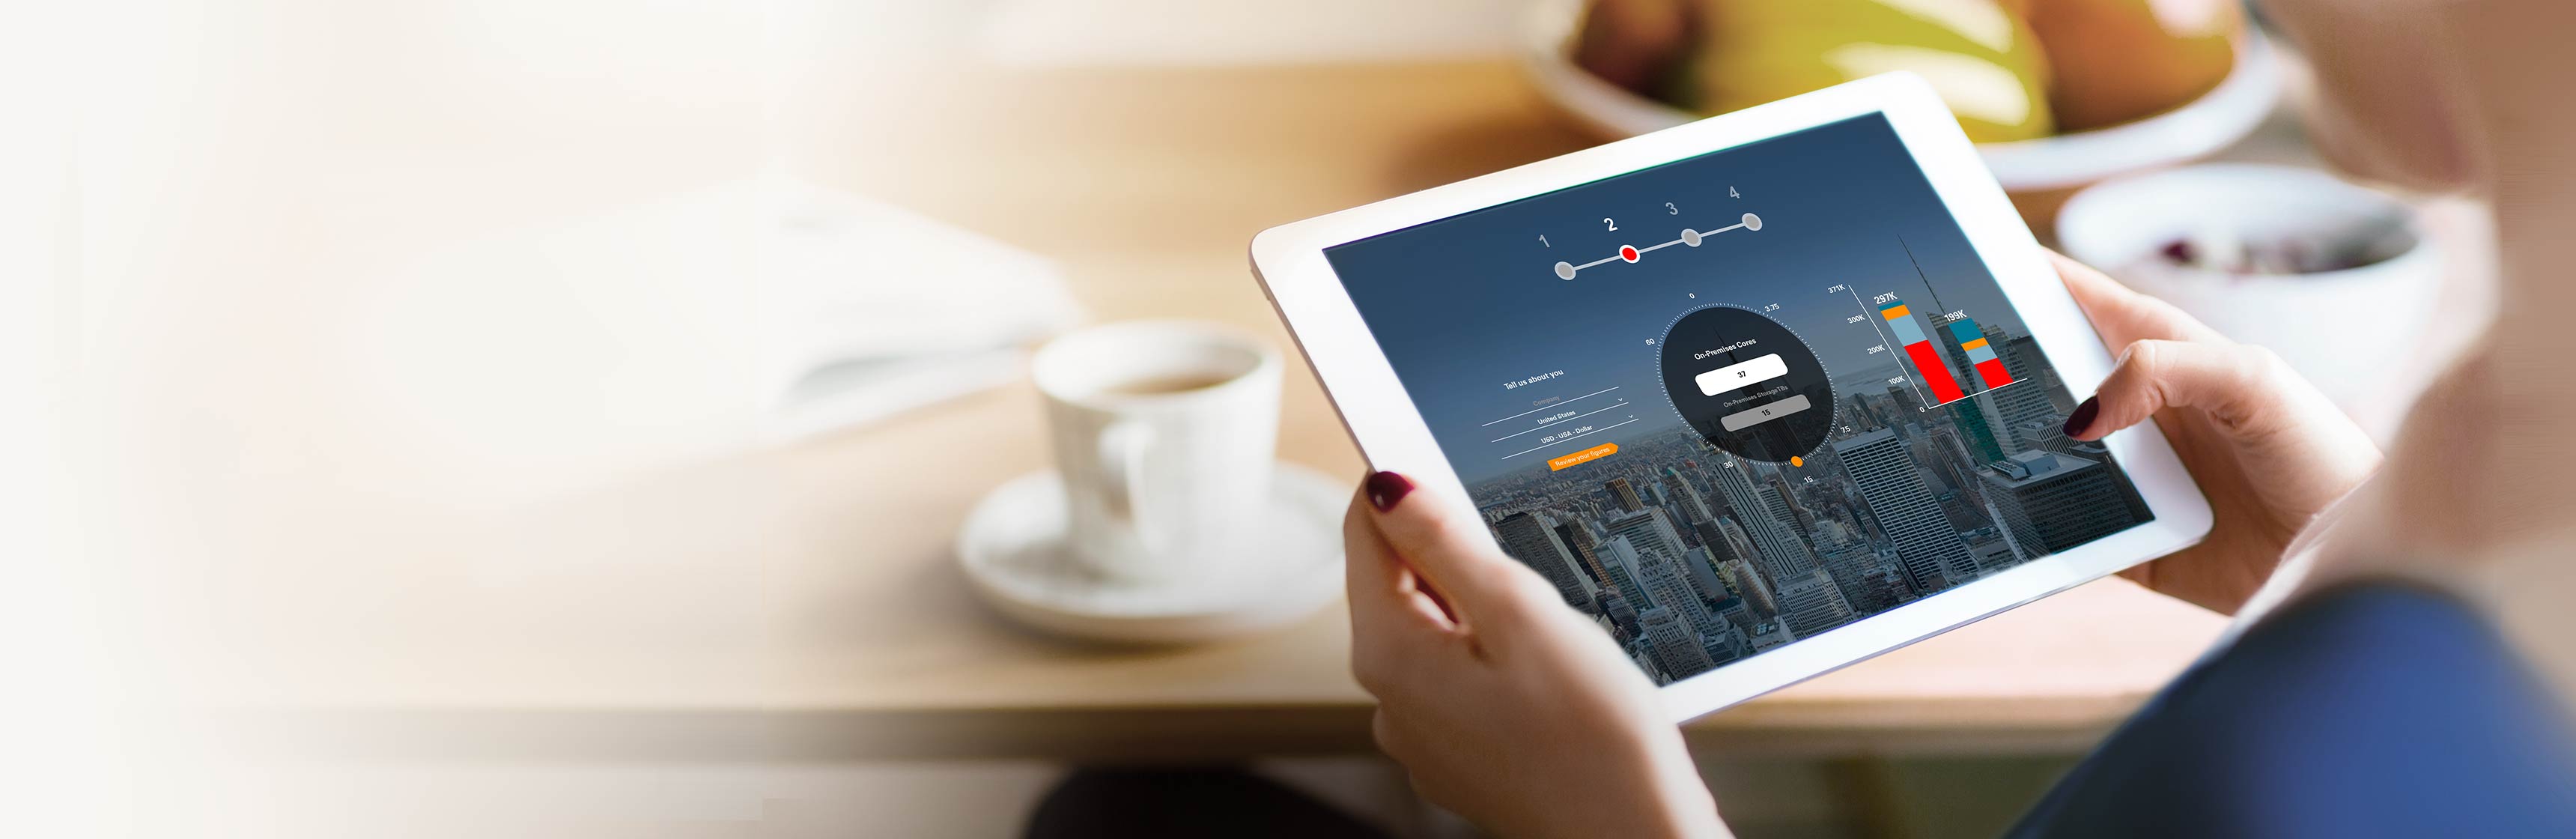 1 2 3 4
Tell us about you
Company
United States
USD - USA - Dollar
Review your figures
0
3.75
75
15
30
60
On-Premises Cores
37
On-Premises Storage TBs
15
371K
300K
200K
100K
0
297K
199K